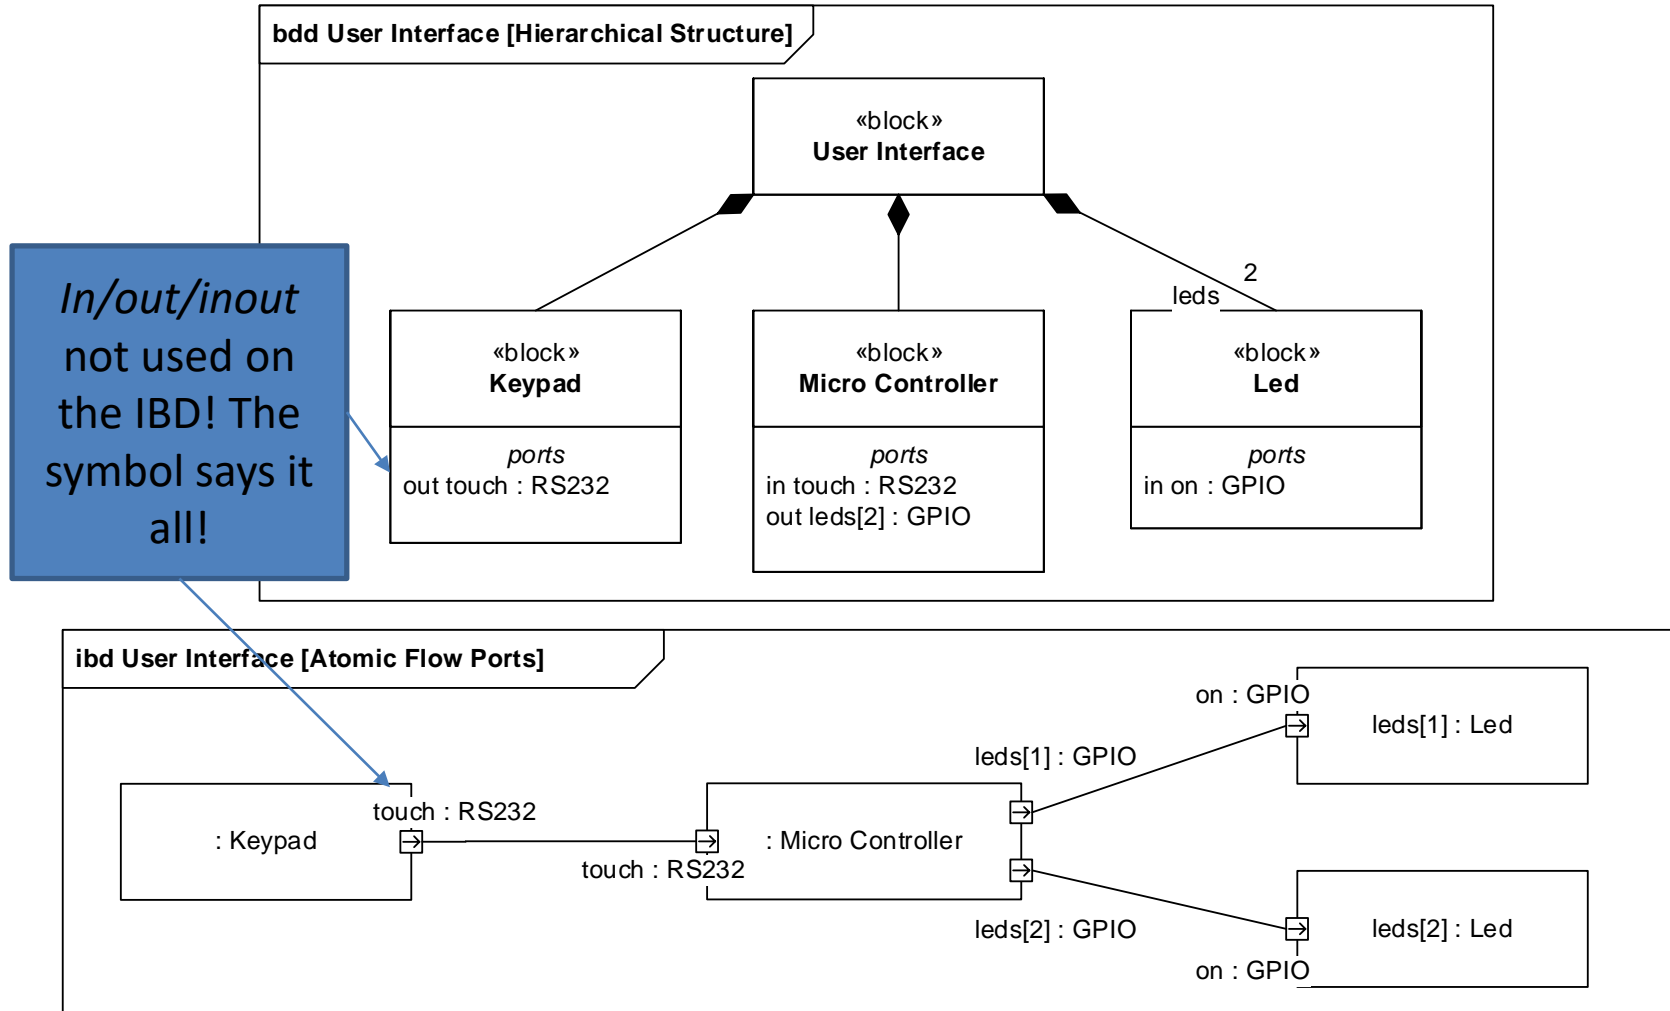 bdd User Interface [Hierarchical Structure]
«block»
User Interface
In/out/inout
not used on
the IBD! The
symbol says it
all!
2
leds
«block»
Keypad
ports
out touch : RS232
«block»
Micro Controller
ports
in touch : RS232
out leds[2] : GPIO
«block»
Led
ports
in on : GPIO
ibd User Interface [Atomic Flow Ports]
: Keypad
touch : RS232
touch : RS232
: Micro Controller
leds[1] : GPIO
on : GPIO
leds[1] : Led
leds[2] : GPIO
on : GPIO
leds[2] : Led